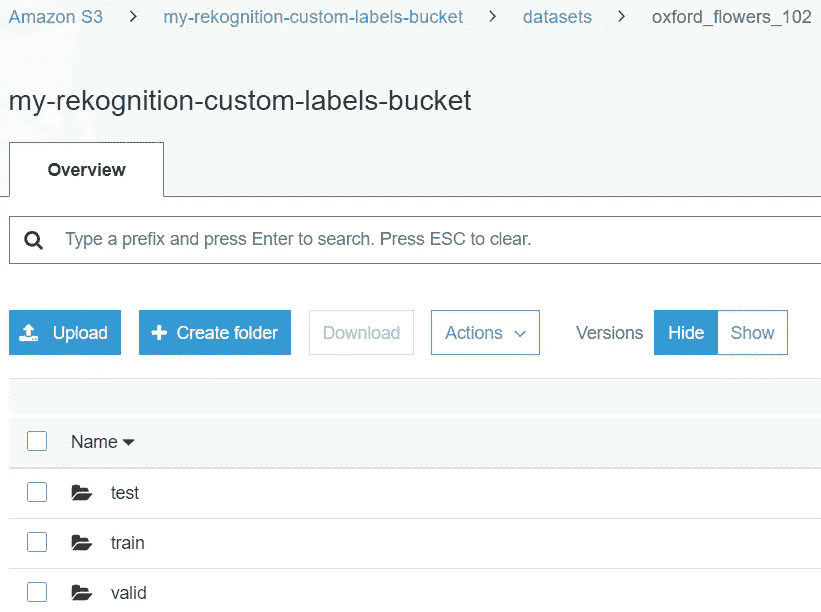 Amazon S3 > my-rekognition-custom-labels-bucket > datasets > oxford_flowers_102
my-rekognition-custom-labels-bucket
Overview
Type a prefix and press Enter to search. Press ESC to clear.
Upload Create folder Download Actions Versions Hide Show
Name
test
train
valid